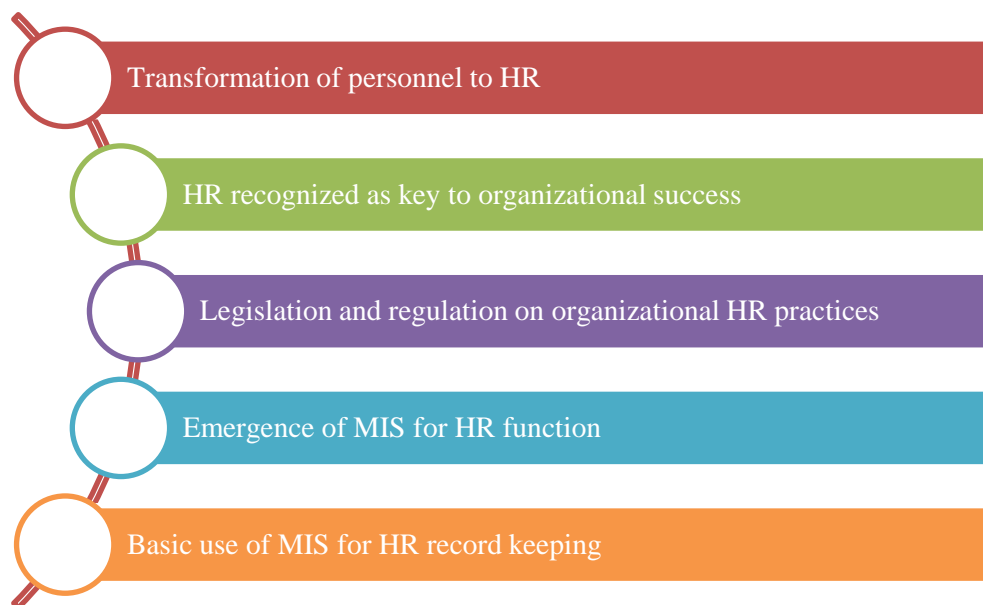 Transformation of personnel to HR
HR recognized as key to organizational success
Legislation and regulation on organizational HR practices
Emergence of MIS for HR function
Basic use of MIS for HR record keeping